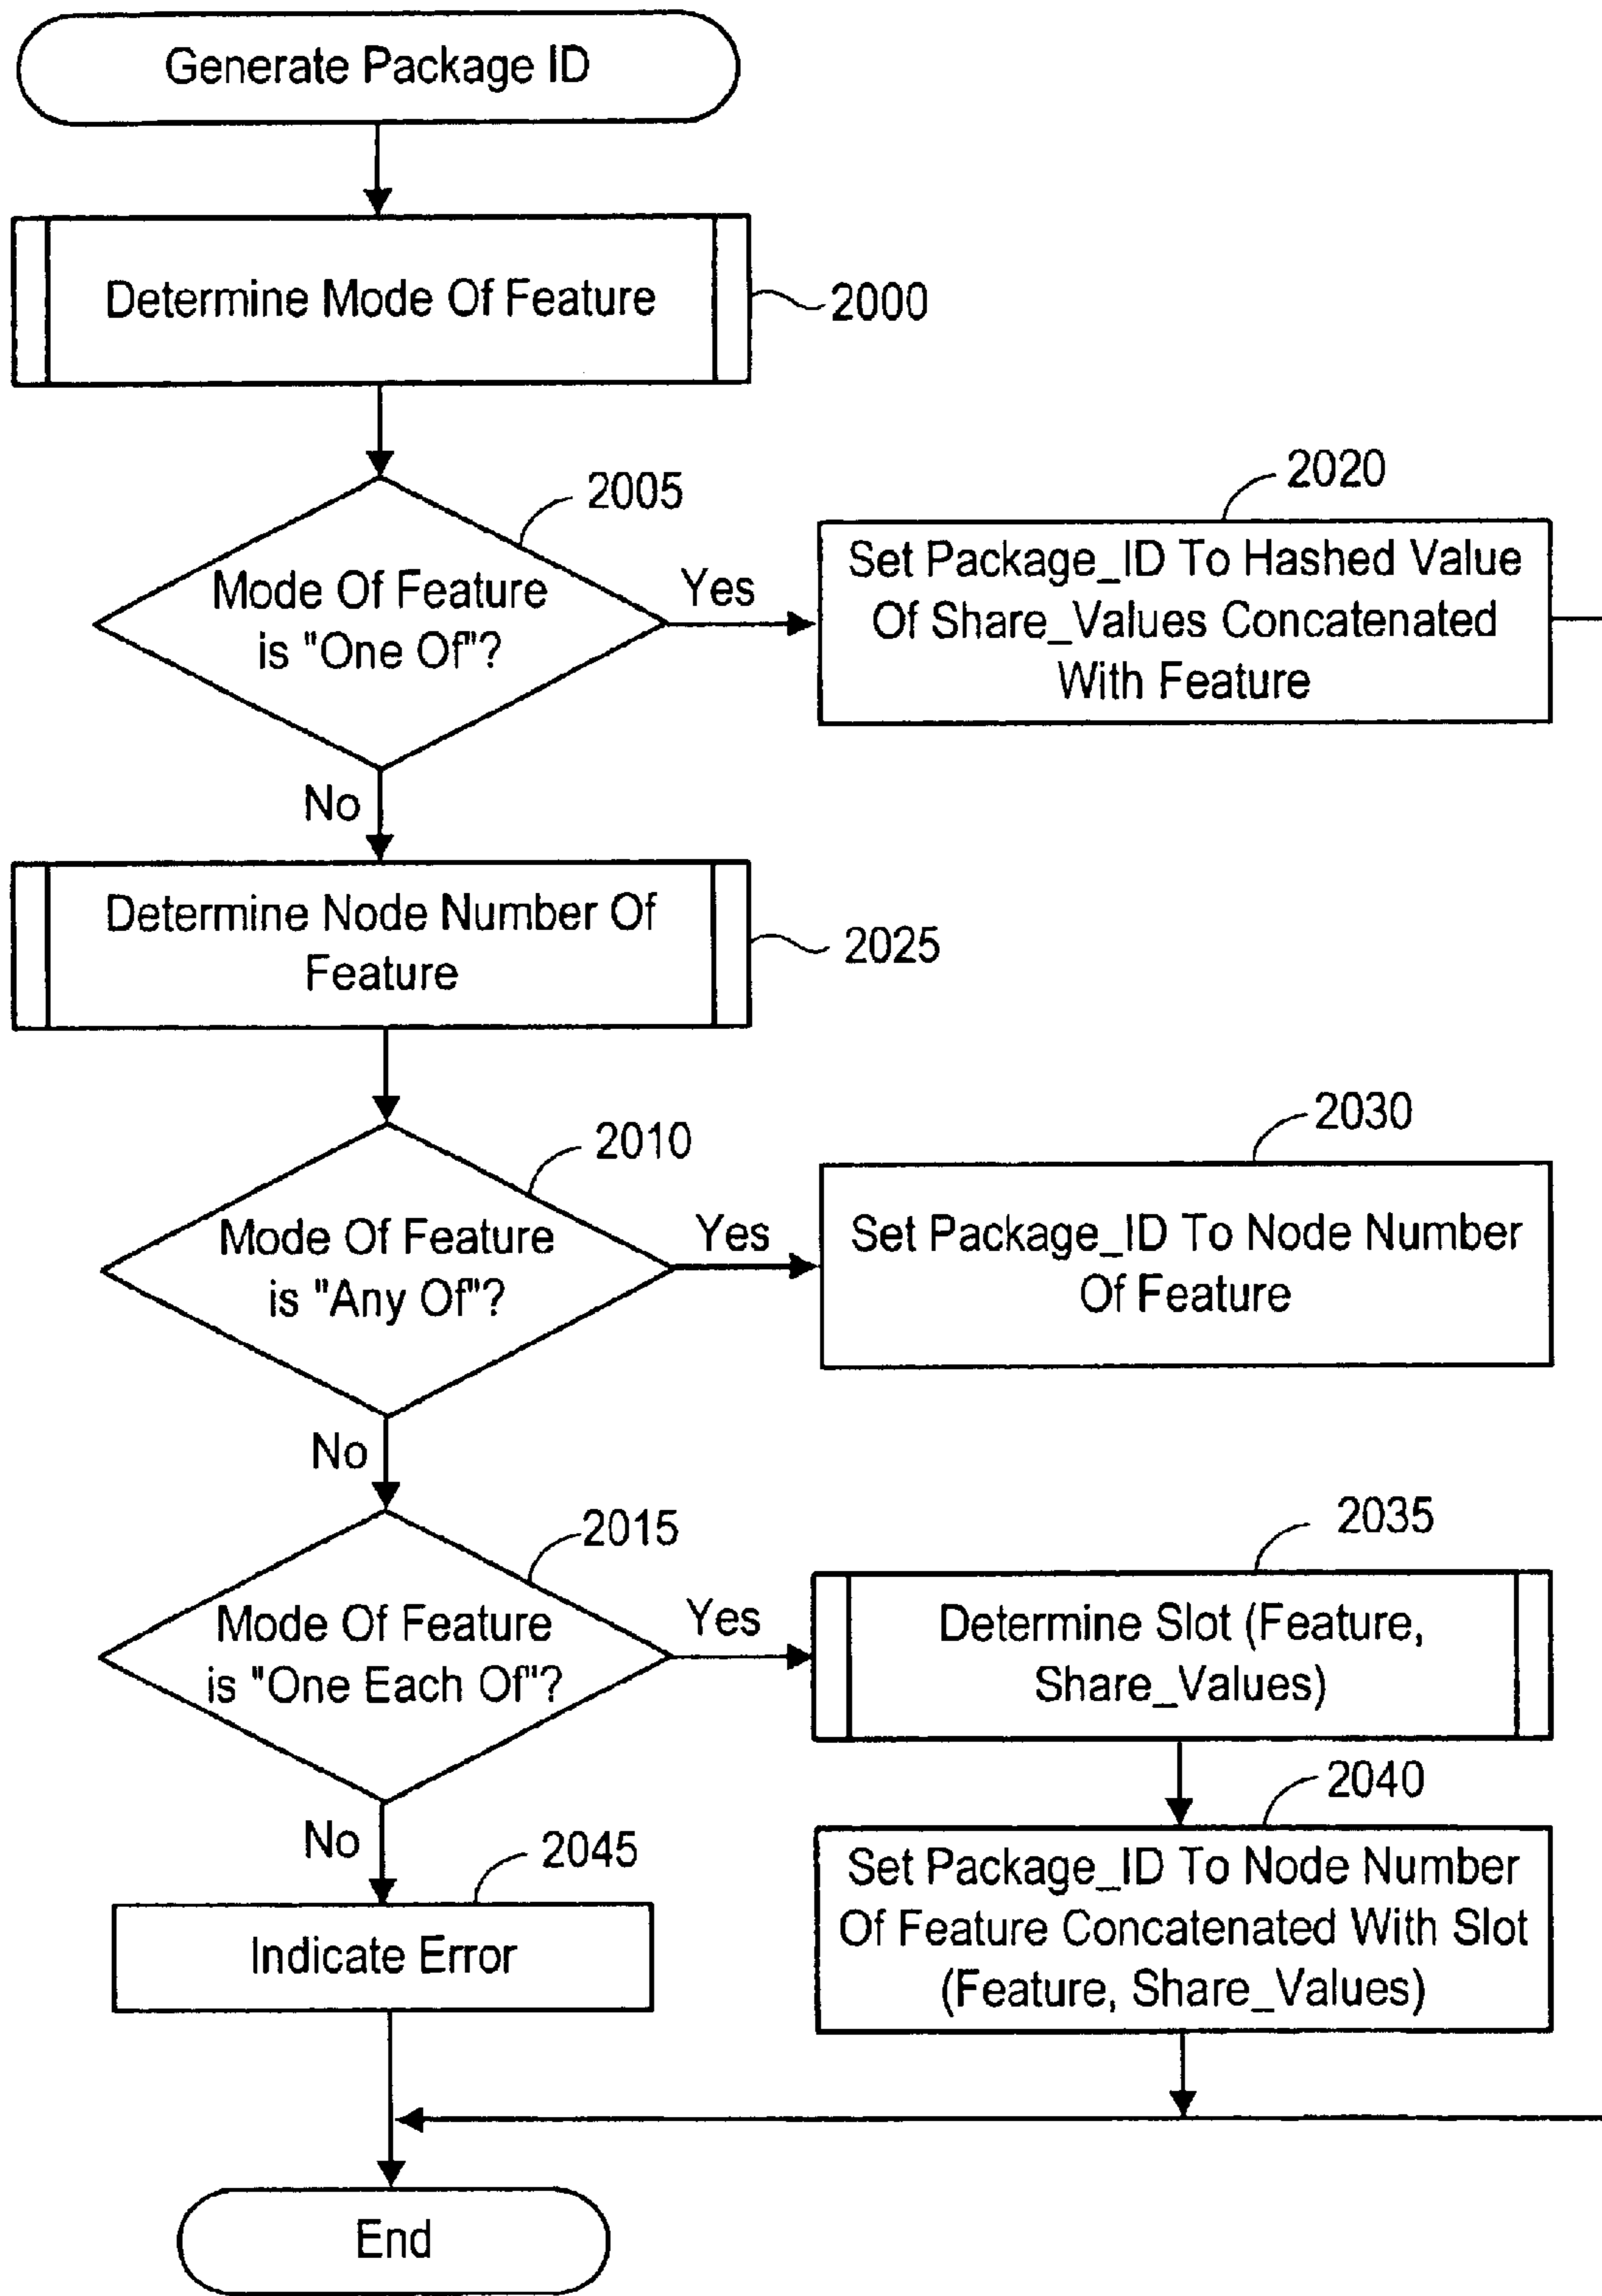 Generate Package ID
Determine Mode Of Feature
2000
2005
Mode Of Feature
is "One Of"?
Yes
No
2020
Set Package_ID To Hashed Value
Of Share_Values Concatenated
With Feature
Determine Node Number Of
Feature
2025
2010
Mode Of Feature
is "Any Of"?
Yes
No
2030
Set Package_ID To Node Number
Of Feature
2015
Mode Of Feature
is "One Each Of"?
Yes
No
2035
Determine Slot (Feature,
Share_Values)
2040
Set Package_ID To Node Number
Of Feature Concatenated With Slot
(Feature, Share_Values)
2045
Indicate Error
End